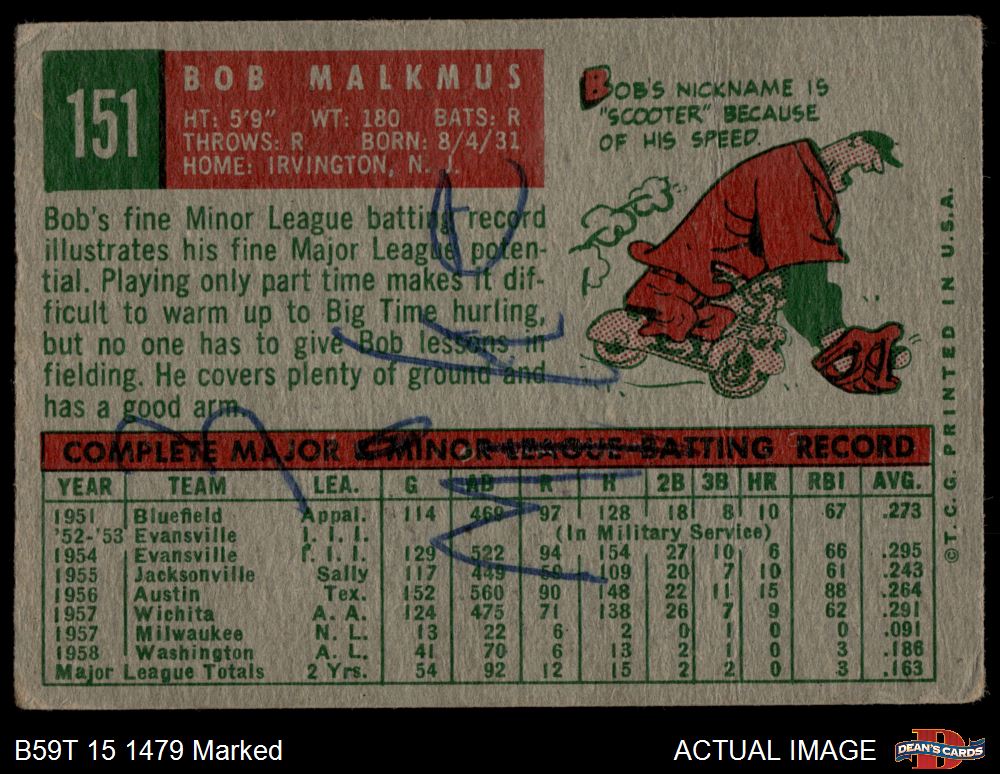 151
BOB MALKMUS
HT: 5'9" WT: 180 BATS: R
THROWS: R BORN: 8/4/31
HOME: IRVINGTON, N. J.
BOB'S NICKNAME IS
"SCOOTER" BECAUSE
OF HIS SPEED.
Bob's fine Minor League batting record
illustrates his fine Major League poten-
tial. Playing only part time makes it dif-
ficult to warm up to Big Time hurling,
but no one has to give Bob lessons in
fielding. He covers plenty of ground and
has a good arm.
COMPLETE MAJOR & MINOR LEAGUE BATTING RECORD
YEAR TEAM LEA. G AB R H 2B 3B HR RBI AVG.
1951 Bluefield Appal. 114 469 97 128 18 8 10 67 .273
'52-'53 Evansville I. I. I. (In Military Service)
1954 Evansville I. I. I. 129 522 94 154 27 10 6 66 .295
1955 Jacksonville Sally 117 449 59 109 20 7 10 61 .243
1956 Austin Tex. 152 560 90 148 22 11 15 88 .264
1957 Wichita A. A. 124 475 71 138 26 7 9 62 .291
1957 Milwaukee N. L. 13 22 6 2 0 1 0 0 .091
1958 Washington A. L. 41 70 6 13 2 1 0 3 .186
Major League Totals 2 Yrs. 54 92 12 15 2 2 0 3 .163
©T. C. G. PRINTED IN U.S.A.
B59T 15 1479 Marked
ACTUAL IMAGE
DEAN'S CARDS